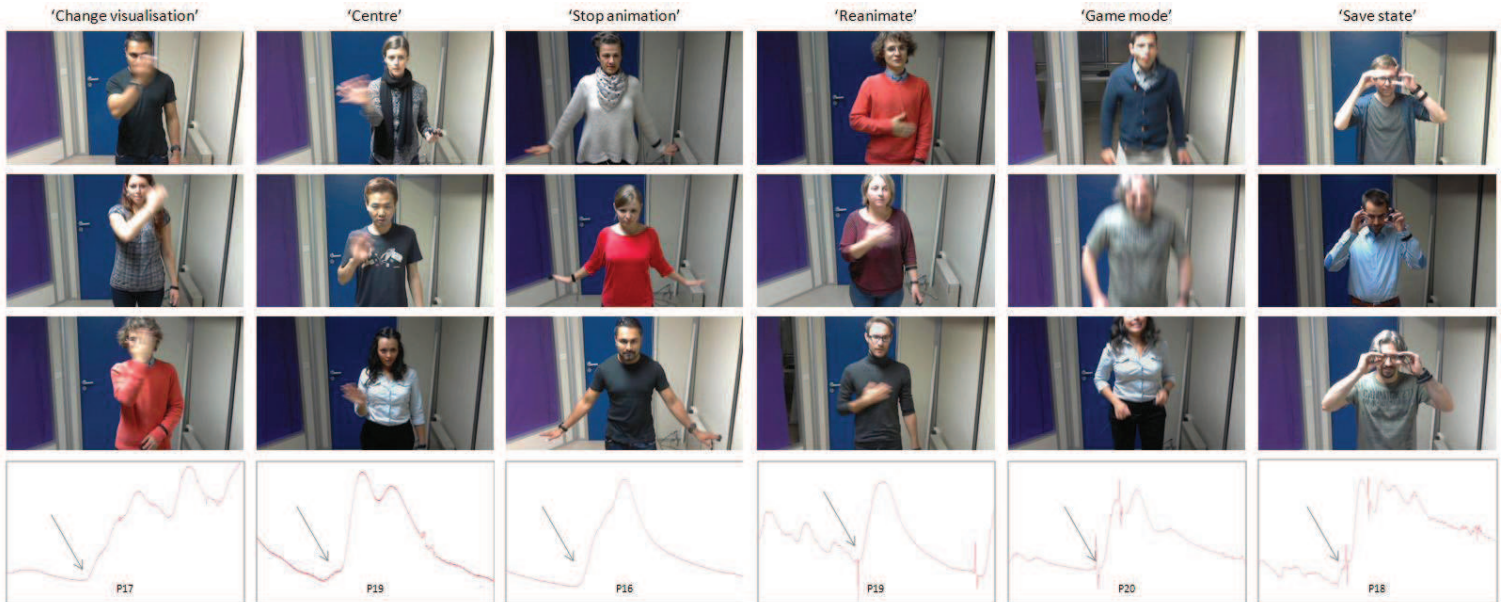 ‘Change visualisation’
‘Centre’
‘Stop animation’
‘Reanimate’
‘Game mode’
‘Save state’
P17
P19
P16
P19
P20
P18